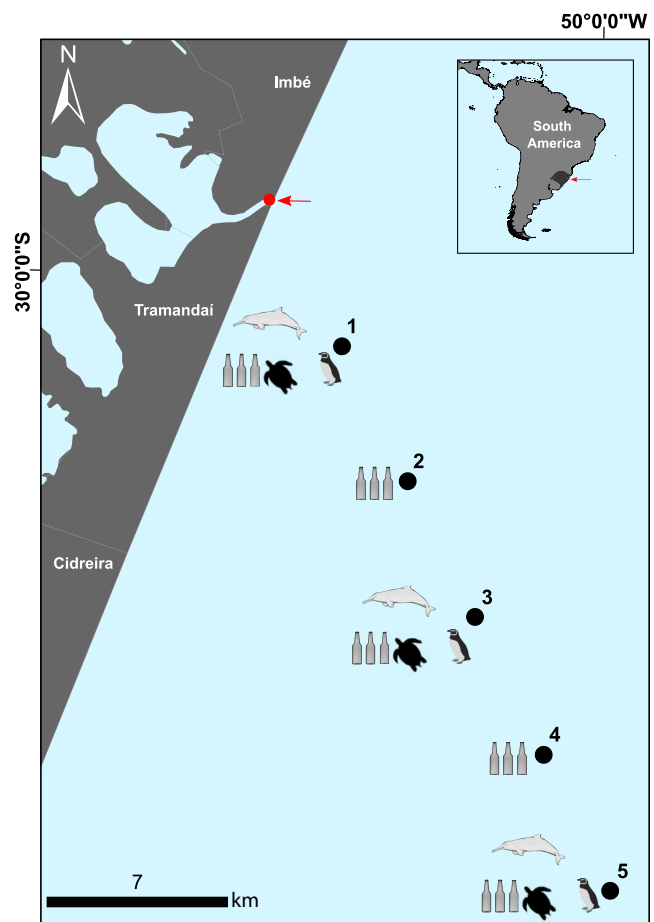 50°0'0"W
N
Imbé
South
America
30°0'0"S
Tramandaí
1
2
Cidreira
3
4
5
7
km